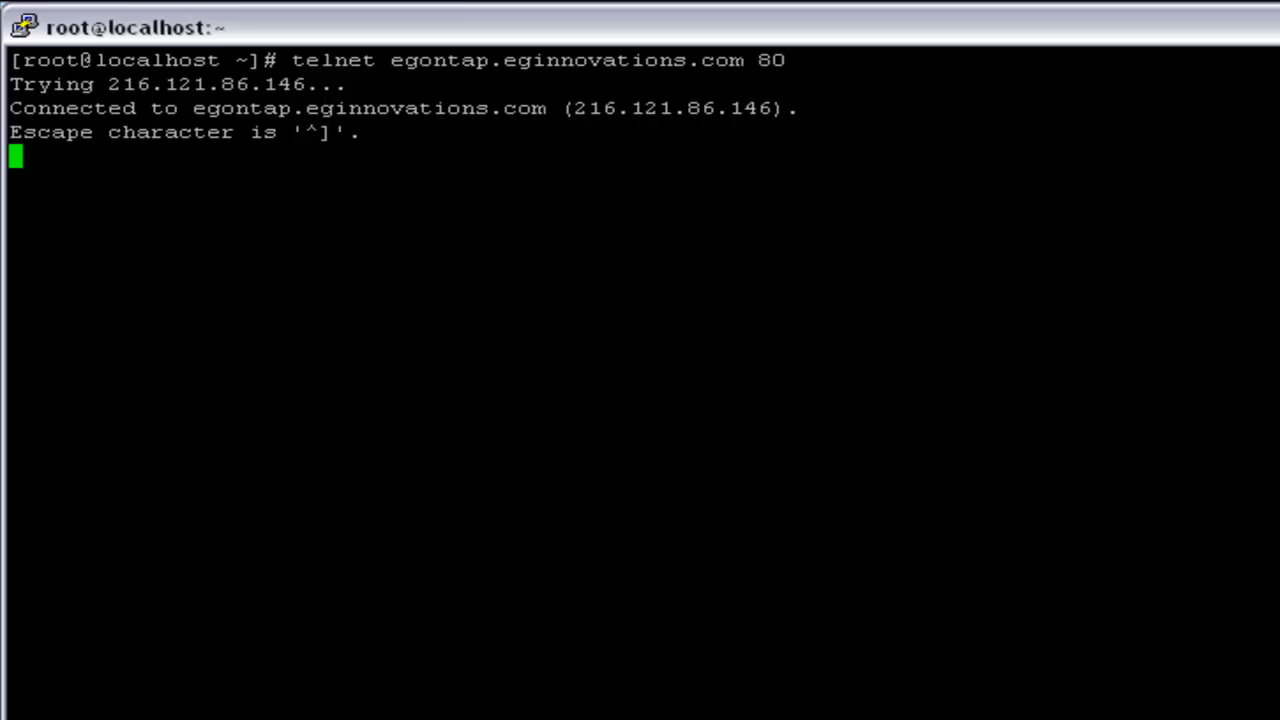 root@localhost:~
[root@localhost ~]# telnet egontap.eginnovations.com 80
Trying 216.121.86.146...
Connected to egontap.eginnovations.com (216.121.86.146).
Escape character is '^]'.